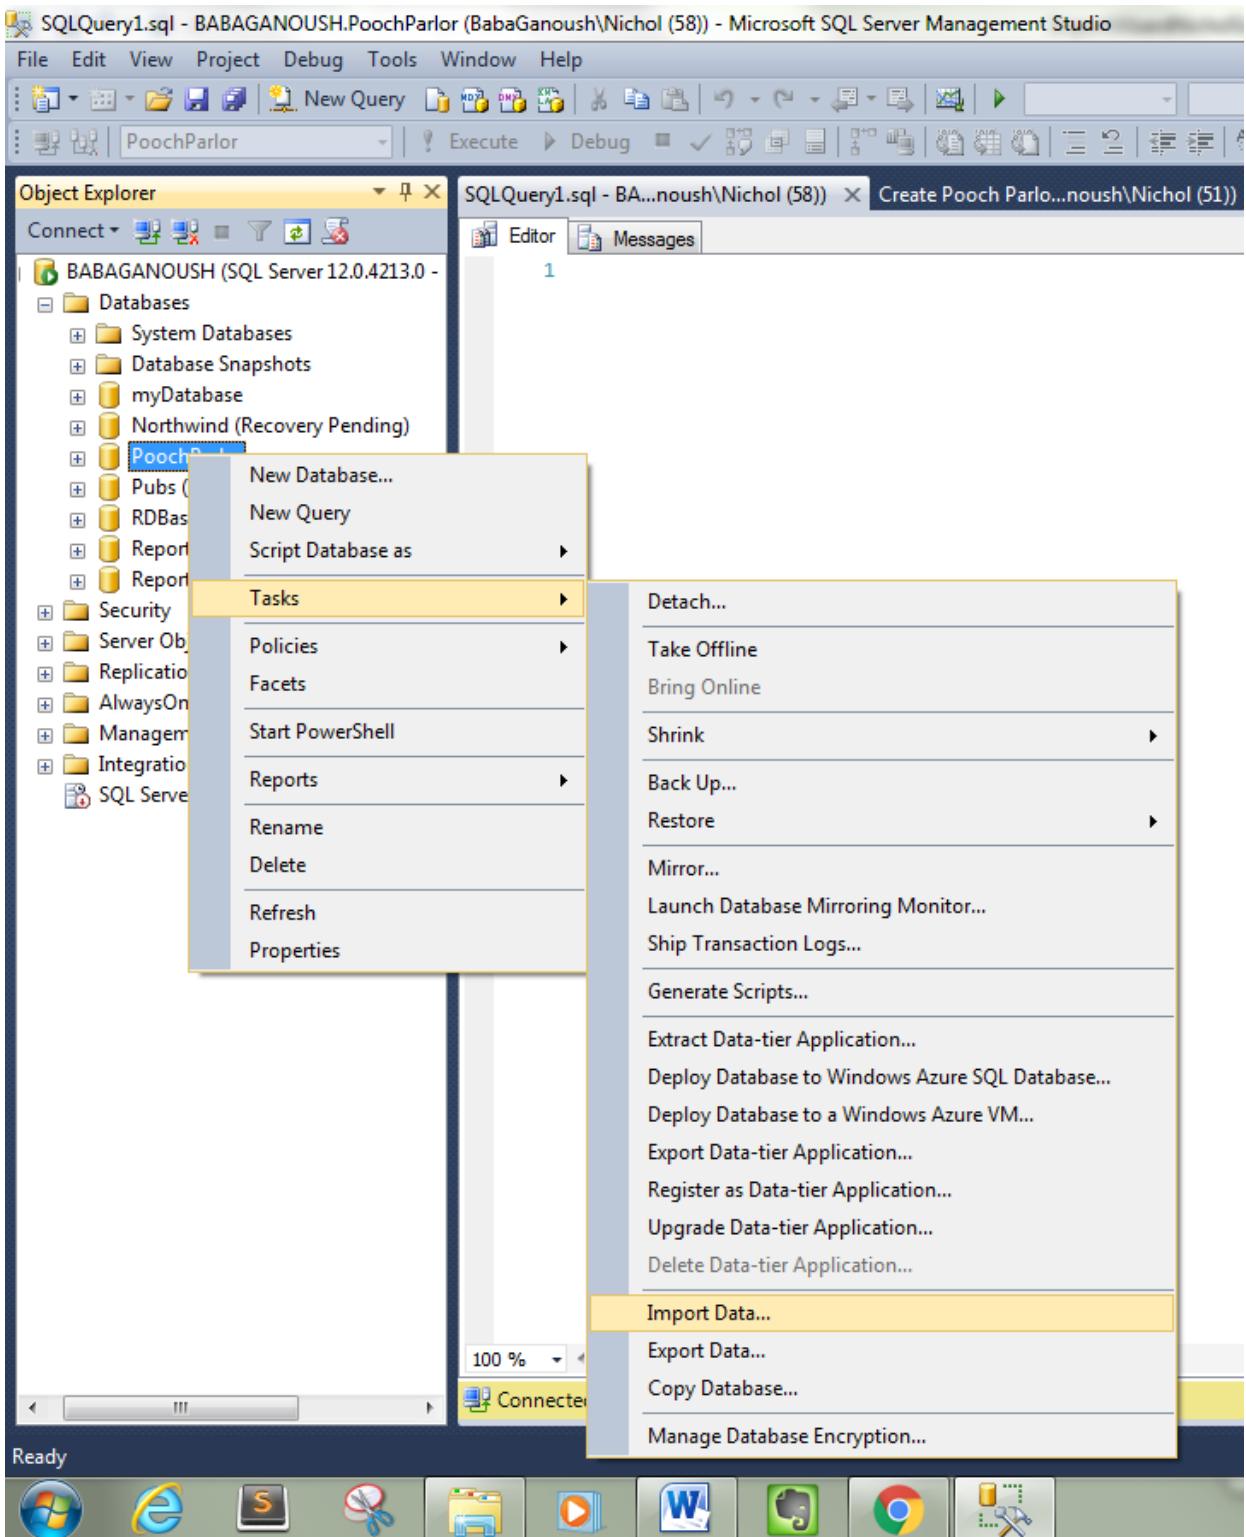 SQLQuery1.sql - BABAGANOUSH.PoochParlor (BabaGanoush\Nichol (58)) - Microsoft SQL Server Management Studio
File Edit View Project Debug Tools Window Help
New Query
PoochParlor Execute Debug
Object Explorer
SQLQuery1.sql - BA...noush\Nichol (58)) Create Pooch Parlo...noush\Nichol (51))
Connect
Editor Messages
BABAGANOUSH (SQL Server 12.0.4213.0 -
1
Databases
System Databases
Database Snapshots
myDatabase
Northwind (Recovery Pending)
Pooch
Pubs (
RDBas
Report
Report
Security
Server Ob
Replicatio
AlwaysOn
Managem
Integratio
SQL Serve
New Database...
New Query
Script Database as
Tasks
Policies
Facets
Start PowerShell
Reports
Rename
Delete
Refresh
Properties
Detach...
Take Offline
Bring Online
Shrink
Back Up...
Restore
Mirror...
Launch Database Mirroring Monitor...
Ship Transaction Logs...
Generate Scripts...
Extract Data-tier Application...
Deploy Database to Windows Azure SQL Database...
Deploy Database to a Windows Azure VM...
Export Data-tier Application...
Register as Data-tier Application...
Upgrade Data-tier Application...
Delete Data-tier Application...
Import Data...
Export Data...
Copy Database...
Manage Database Encryption...
100 %
Connected
Ready